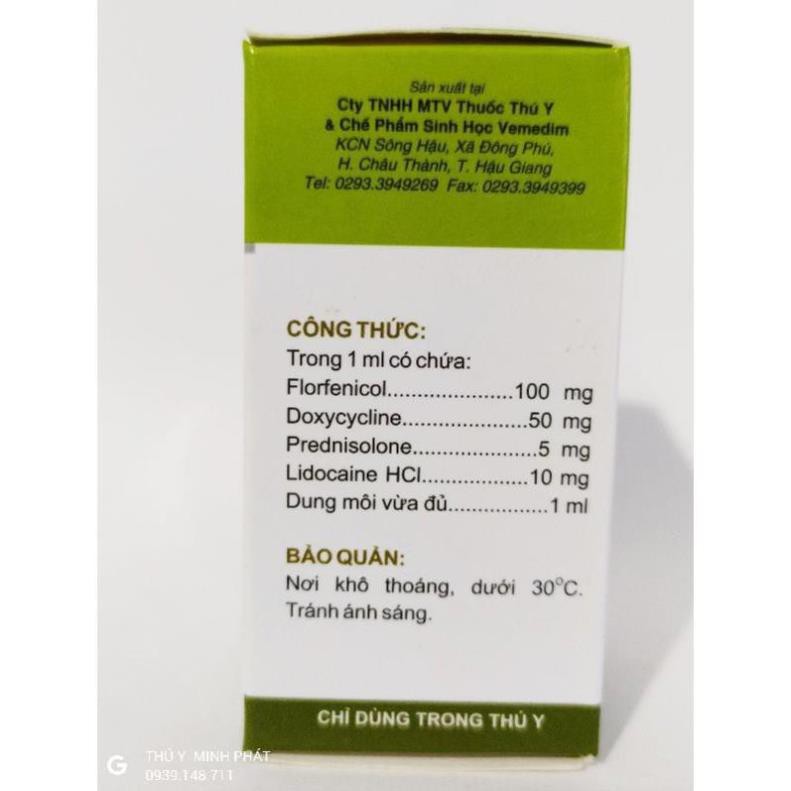 Sản xuất tại
Cty TNHH MTV Thuốc Thú Y
& Chế Phẩm Sinh Học Vemedim
KCN Sông Hậu, Xã Đông Phú,
H. Châu Thành, T. Hậu Giang
Tel: 0293.3949269 Fax: 0293.3949399
CÔNG THỨC:
Trong 1 ml có chứa:
Florfenicol.....................100 mg
Doxycycline.....................50 mg
Prednisolone.....................5 mg
Lidocaine HCl..................10 mg
Dung môi vừa đủ.................1 ml
BẢO QUẢN:
Nơi khô thoáng, dưới 30°C.
Tránh ánh sáng.
CHỈ DÙNG TRONG THÚ Y
G THÚ Y MINH PHÁT
0939.148 711